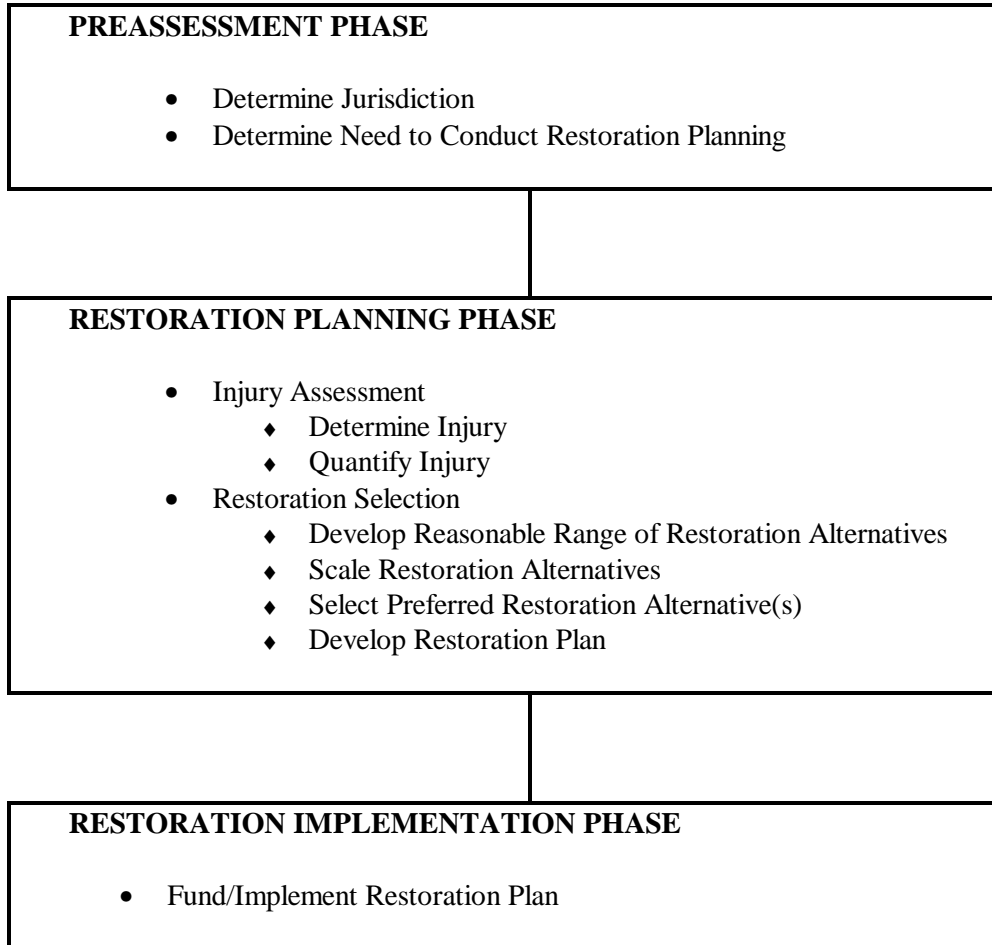 PREASSESSMENT PHASE
• Determine Jurisdiction
• Determine Need to Conduct Restoration Planning
RESTORATION PLANNING PHASE
• Injury Assessment
♦ Determine Injury
♦ Quantify Injury
• Restoration Selection
♦ Develop Reasonable Range of Restoration Alternatives
♦ Scale Restoration Alternatives
♦ Select Preferred Restoration Alternative(s)
♦ Develop Restoration Plan
RESTORATION IMPLEMENTATION PHASE
• Fund/Implement Restoration Plan